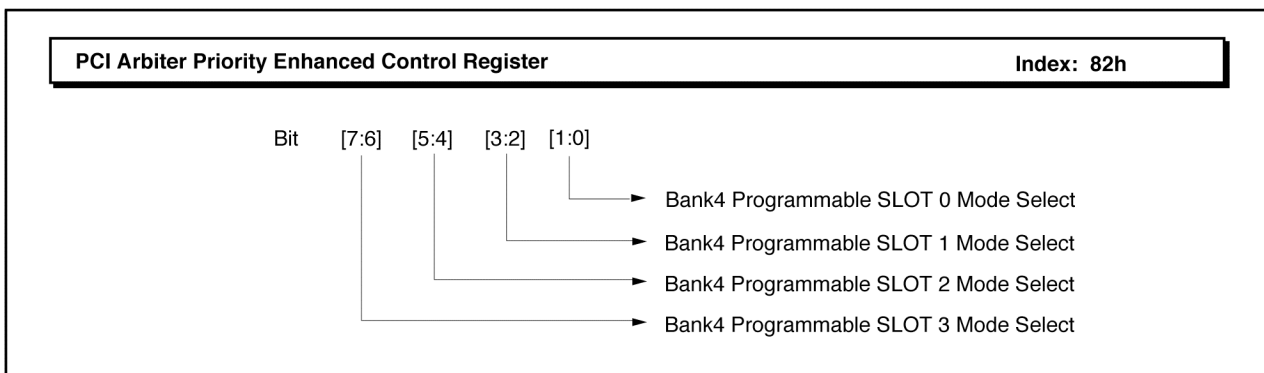 PCI Arbiter Priority Enhanced Control Register Index: 82h
Bit [7:6] [5:4] [3:2] [1:0]
Bank4 Programmable SLOT 0 Mode Select
Bank4 Programmable SLOT 1 Mode Select
Bank4 Programmable SLOT 2 Mode Select
Bank4 Programmable SLOT 3 Mode Select